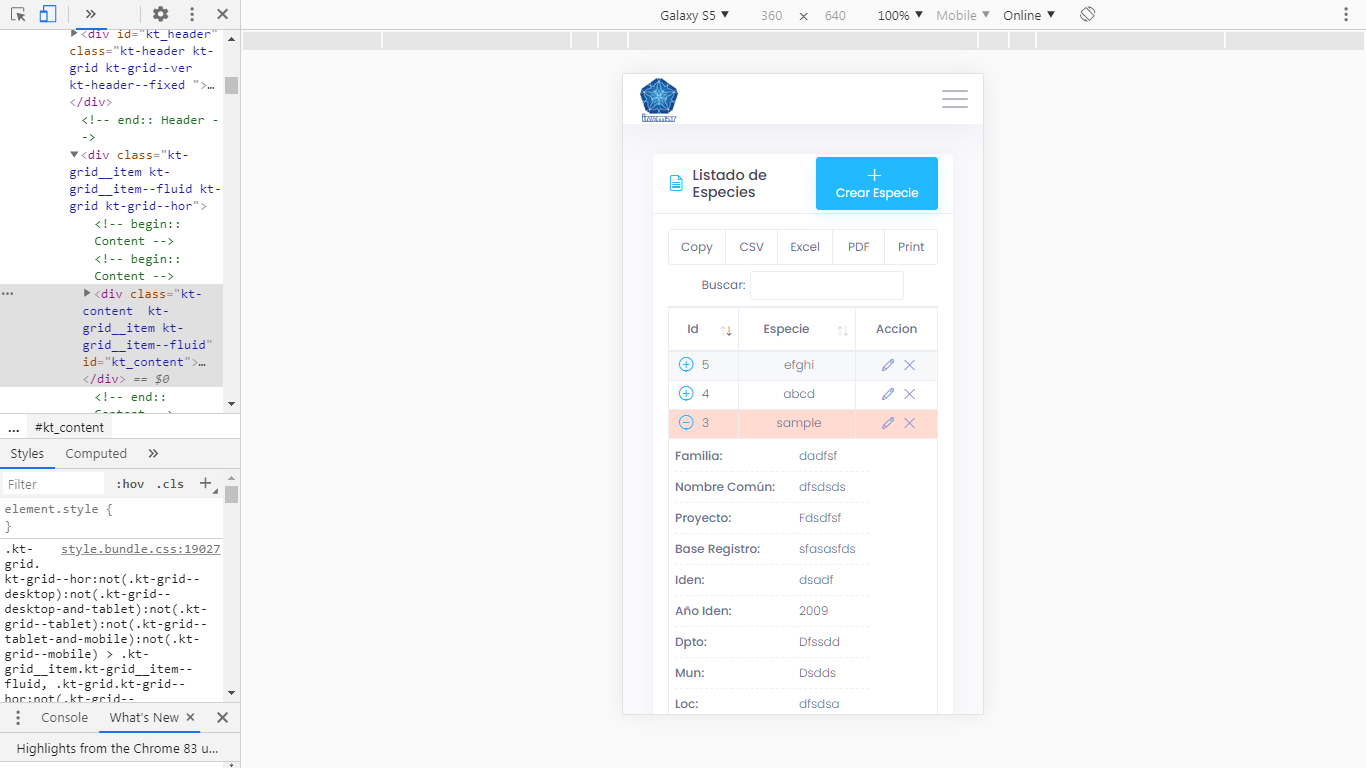 Galaxy S5 ▼ 360 × 640 100% ▼ Mobile ▼ Online ▼
<div id="kt_header"
class="kt-header kt-
grid kt-grid--ver
kt-header--fixed ">…
</div>
<!-- end:: Header -
->
<div class="kt-
grid__item kt-
grid__item--fluid kt-
grid kt-grid--hor">
<!-- begin::
Content -->
<!-- begin::
Content -->
<div class="kt-
content  kt-
grid__item kt-
grid__item--fluid"
id="kt_content">…
</div> == $0
<!-- end::
Content -->
... #kt_content
Styles Computed »
Filter :hov .cls +
element.style {
}
.kt- style.bundle.css:19027
grid.
kt-grid--hor:not(.kt-grid--
desktop):not(.kt-grid--
desktop-and-tablet):not(.kt-
grid--tablet):not(.kt-grid--
tablet-and-mobile):not(.kt-
grid--mobile) > .kt-
grid__item.kt-grid__item--
fluid, .kt-grid.kt-grid--
hor:not(.kt-grid--
Console What's New ×
Highlights from the Chrome 83 u...
Listado de
Especies
+
Crear Especie
Copy CSV Excel PDF Print
Buscar:
Id Especie Accion
5 efghi
4 abcd
3 sample
Familia: dadfsf
Nombre Común: dfsdsds
Proyecto: Fdsdfsf
Base Registro: sfasasfds
Iden: dsadf
Año Iden: 2009
Dpto: Dfssdd
Mun: Dsdds
Loc: dfsdsa